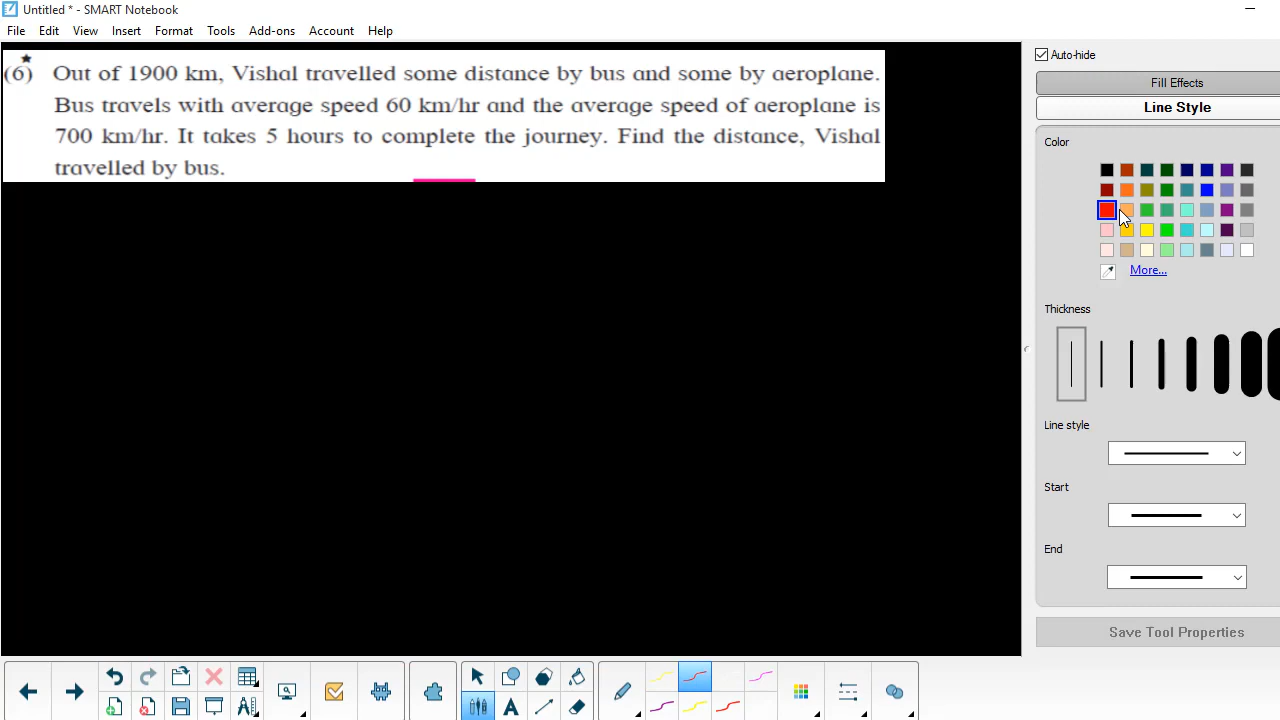 Untitled * - SMART Notebook
File Edit View Insert Format Tools Add-ons Account Help
(6) Out of 1900 km, Vishal travelled some distance by bus and some by aeroplane.
Bus travels with average speed 60 km/hr and the average speed of aeroplane is
700 km/hr. It takes 5 hours to complete the journey. Find the distance, Vishal
travelled by bus.
Auto-hide
Fill Effects
Line Style
Color
More...
Thickness
Line style
Start
End
Save Tool Properties
A